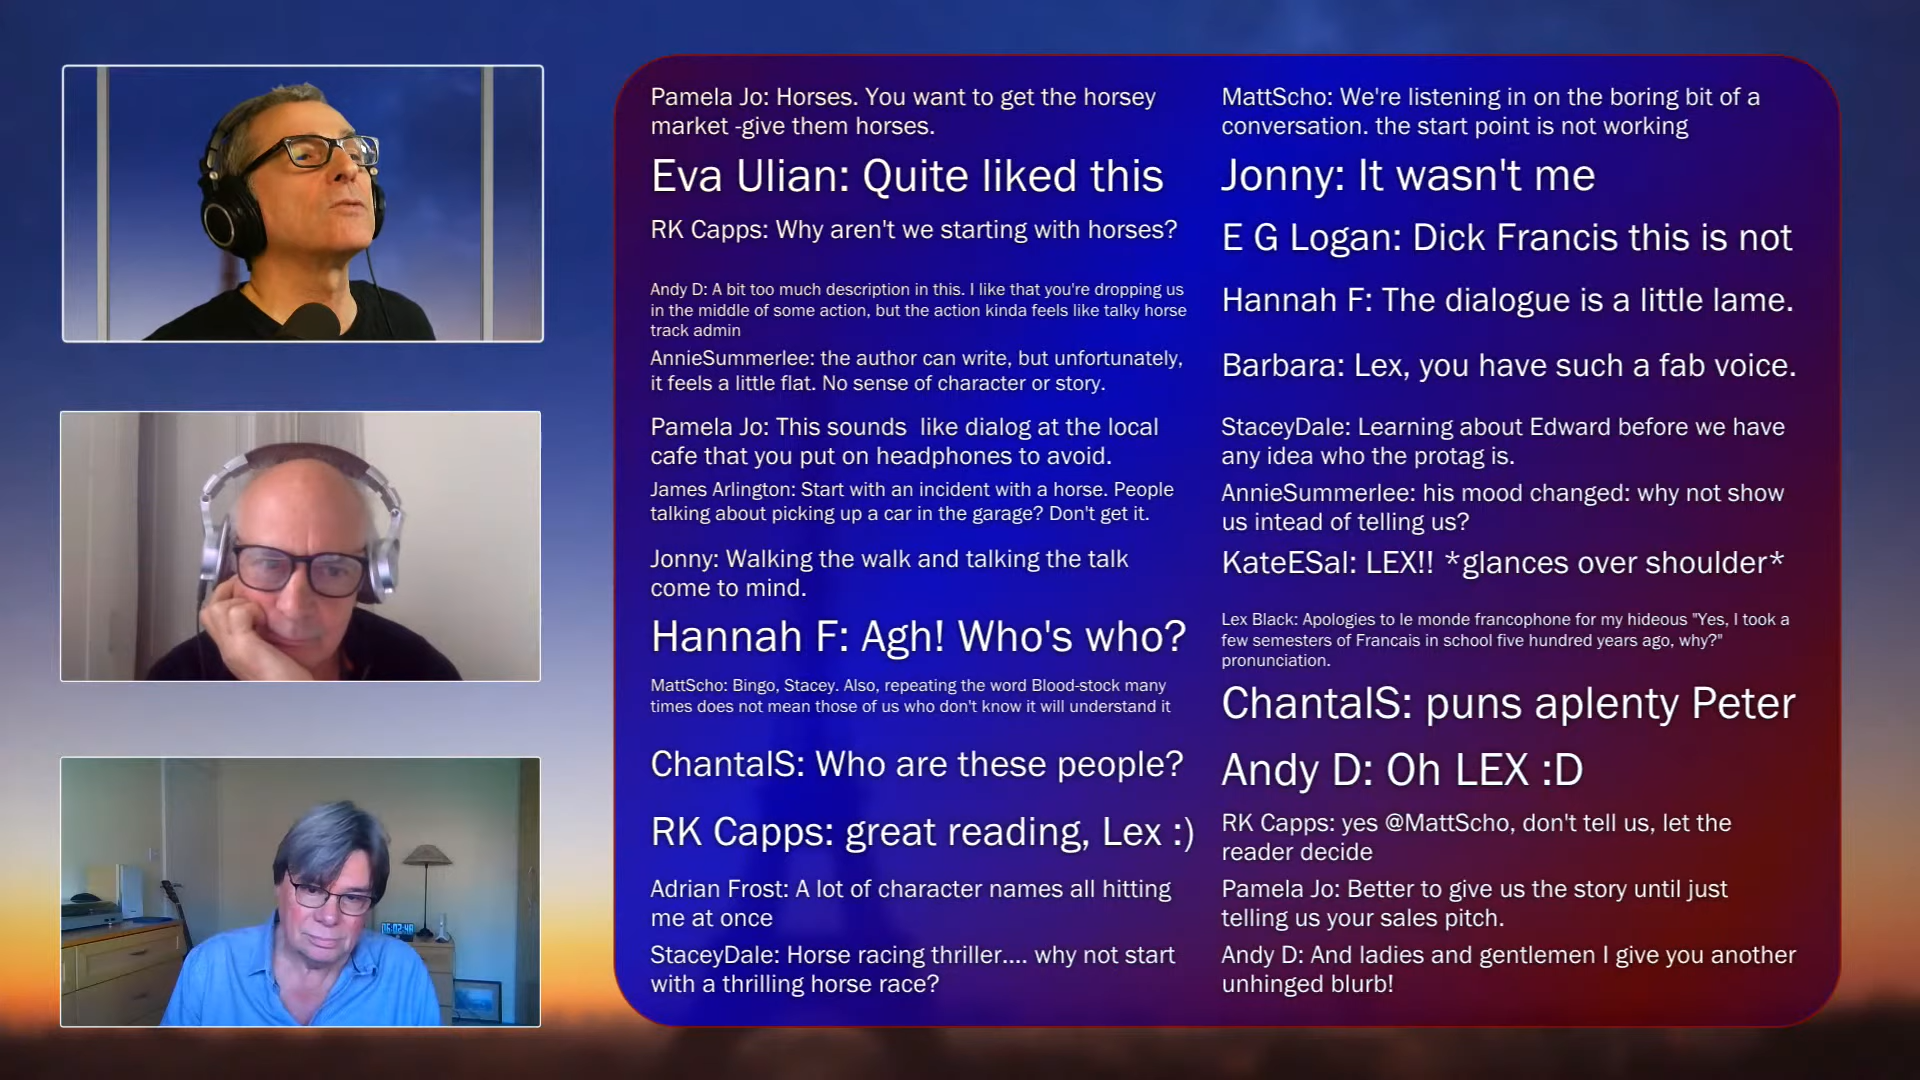 Pamela Jo: Horses. You want to get the horsey
market -give them horses.
Eva Ulian: Quite liked this
RK Capps: Why aren't we starting with horses?
Andy D: A bit too much description in this. I like that you're dropping us
in the middle of some action, but the action kinda feels like talky horse
track admin
AnnieSummerlee: the author can write, but unfortunately,
it feels a little flat. No sense of character or story.
Pamela Jo: This sounds  like dialog at the local
cafe that you put on headphones to avoid.
James Arlington: Start with an incident with a horse. People
talking about picking up a car in the garage? Don't get it.
Jonny: Walking the walk and talking the talk
come to mind.
Hannah F: Agh! Who's who?
MattScho: Bingo, Stacey. Also, repeating the word Blood-stock many
times does not mean those of us who don't know it will understand it
ChantalS: Who are these people?
RK Capps: great reading, Lex :)
Adrian Frost: A lot of character names all hitting
me at once
StaceyDale: Horse racing thriller.... why not start
with a thrilling horse race?
MattScho: We're listening in on the boring bit of a
conversation. the start point is not working
Jonny: It wasn't me
E G Logan: Dick Francis this is not
Hannah F: The dialogue is a little lame.
Barbara: Lex, you have such a fab voice.
StaceyDale: Learning about Edward before we have
any idea who the protag is.
AnnieSummerlee: his mood changed: why not show
us intead of telling us?
KateESal: LEX!! *glances over shoulder*
Lex Black: Apologies to le monde francophone for my hideous "Yes, I took a
few semesters of Francais in school five hundred years ago, why?"
pronunciation.
ChantalS: puns aplenty Peter
Andy D: Oh LEX :D
RK Capps: yes @MattScho, don't tell us, let the
reader decide
Pamela Jo: Better to give us the story until just
telling us your sales pitch.
Andy D: And ladies and gentlemen I give you another
unhinged blurb!